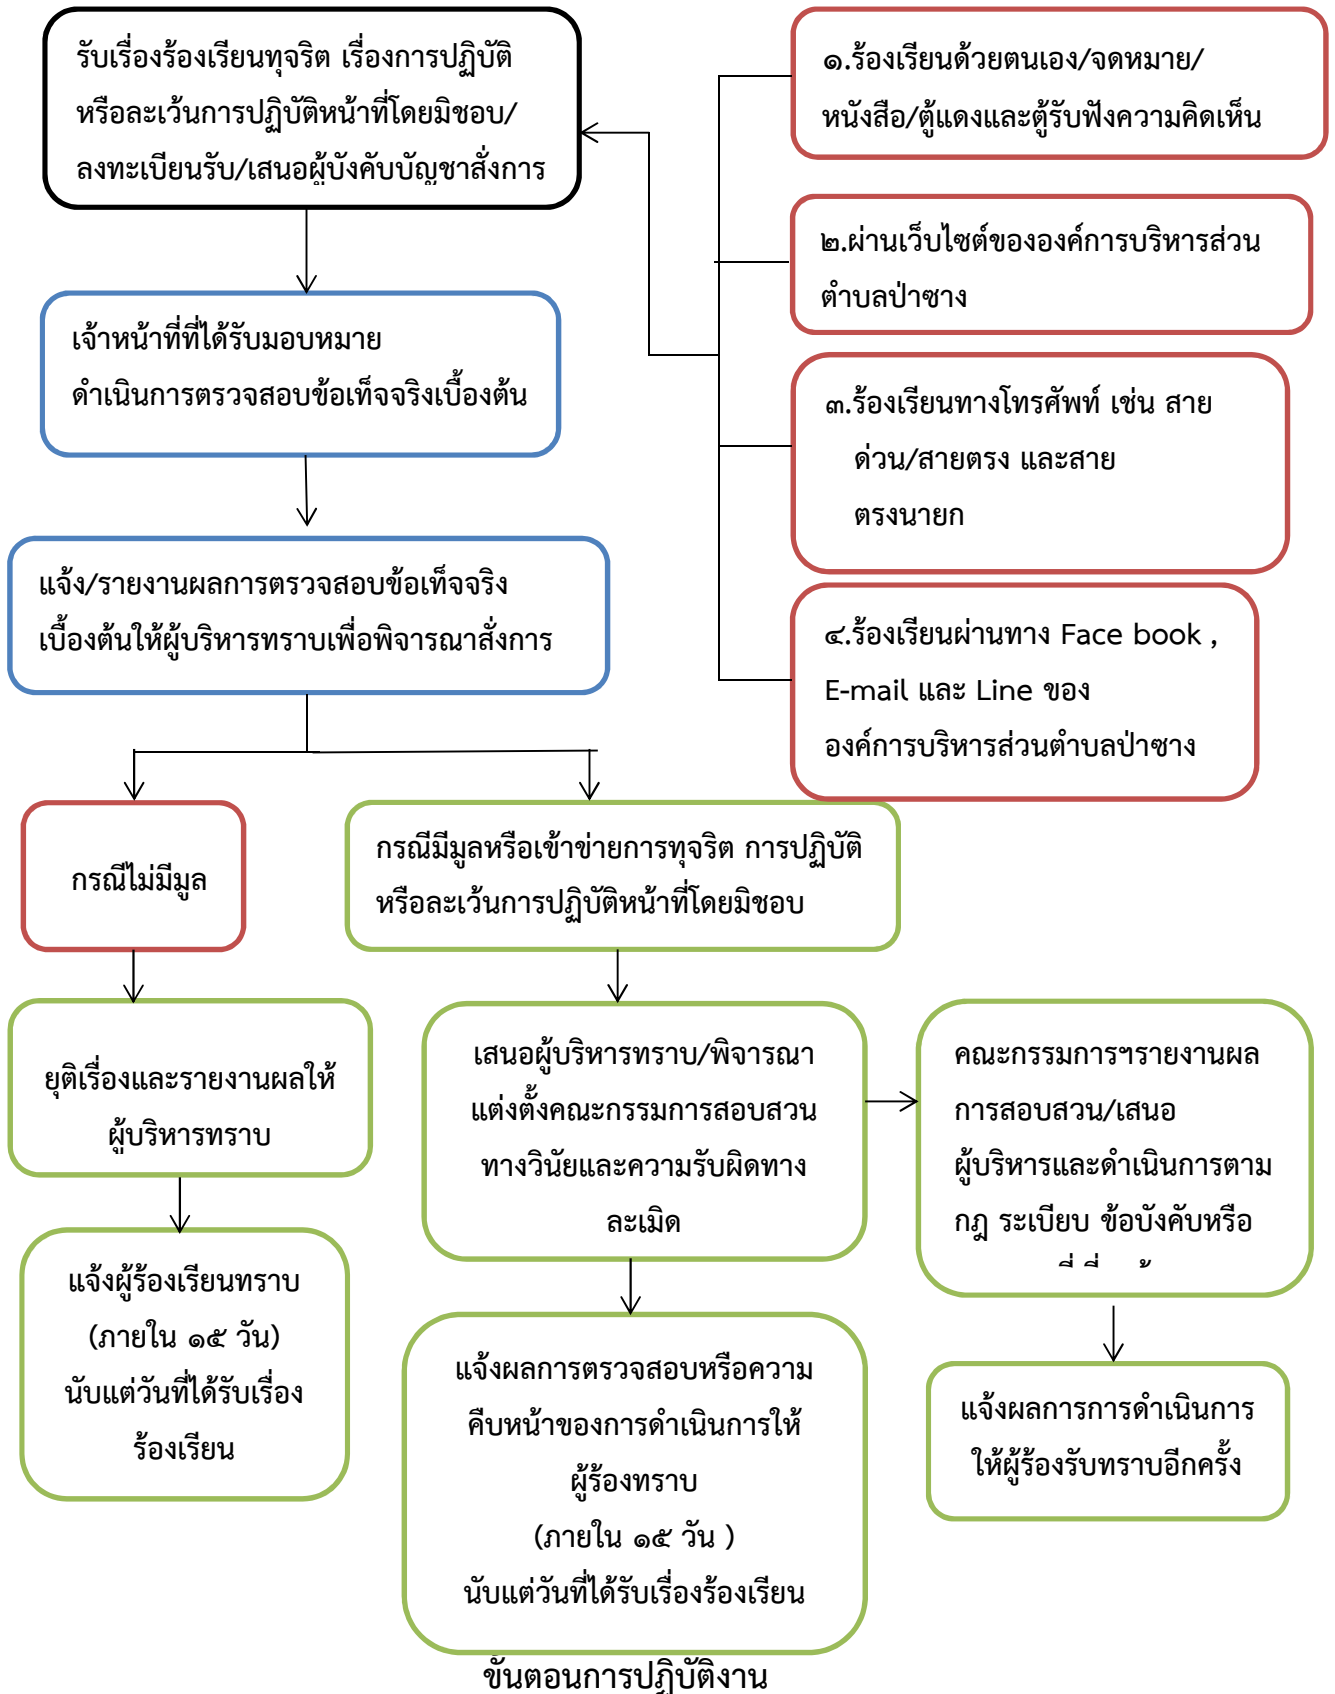 รับเรื่องร้องเรียนทุจริต เรื่องการปฏิบัติ
หรือละเว้นการปฏิบัติหน้าที่โดยมิชอบ/
ลงทะเบียนรับ/เสนอผู้บังคับบัญชาสั่งการ
๑.ร้องเรียนด้วยตนเอง/จดหมาย/
หนังสือ/ตู้แดงและตู้รับฟังความคิดเห็น
๒.ผ่านเว็บไซต์ขององค์การบริหารส่วน
ตำบลป่าซาง
๓.ร้องเรียนทางโทรศัพท์ เช่น สาย
ด่วน/สายตรง และสาย
ตรงนายก
๔.ร้องเรียนผ่านทาง Face book ,
E-mail และ Line ของ
องค์การบริหารส่วนตำบลป่าซาง
เจ้าหน้าที่ที่ได้รับมอบหมาย
ดำเนินการตรวจสอบข้อเท็จจริงเบื้องต้น
แจ้ง/รายงานผลการตรวจสอบข้อเท็จจริง
เบื้องต้นให้ผู้บริหารทราบเพื่อพิจารณาสั่งการ
กรณีไม่มีมูล
กรณีมีมูลหรือเข้าข่ายการทุจริต การปฏิบัติ
หรือละเว้นการปฏิบัติหน้าที่โดยมิชอบ
ยุติเรื่องและรายงานผลให้
ผู้บริหารทราบ
เสนอผู้บริหารทราบ/พิจารณา
แต่งตั้งคณะกรรมการสอบสวน
ทางวินัยและความรับผิดทาง
ละเมิด
คณะกรรมการฯรายงานผล
การสอบสวน/เสนอ
ผู้บริหารและดำเนินการตาม
กฎ ระเบียบ ข้อบังคับหรือ
แจ้งผู้ร้องเรียนทราบ
(ภายใน ๑๕ วัน)
นับแต่วันที่ได้รับเรื่อง
ร้องเรียน
แจ้งผลการตรวจสอบหรือความ
คืบหน้าของการดำเนินการให้
ผู้ร้องทราบ
(ภายใน ๑๕ วัน )
นับแต่วันที่ได้รับเรื่องร้องเรียน
แจ้งผลการการดำเนินการ
ให้ผู้ร้องรับทราบอีกครั้ง
ขั้นตอนการปฏิบัติงาน